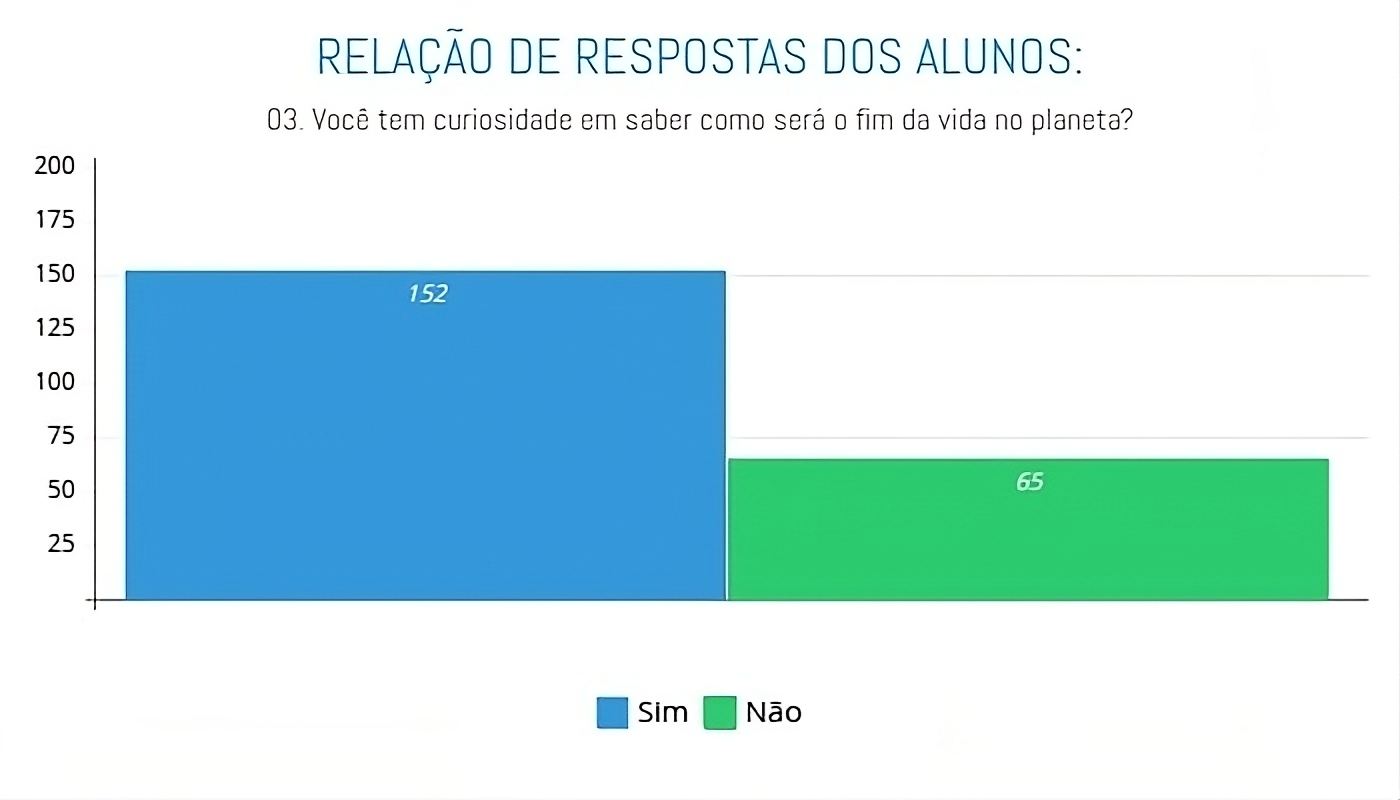 RELAÇÃO DE RESPOSTAS DOS ALUNOS:
03. Você tem curiosidade em saber como será o fim da vida no planeta?
200
175
150
125
100
75
50
25
152
65
Sim
Não